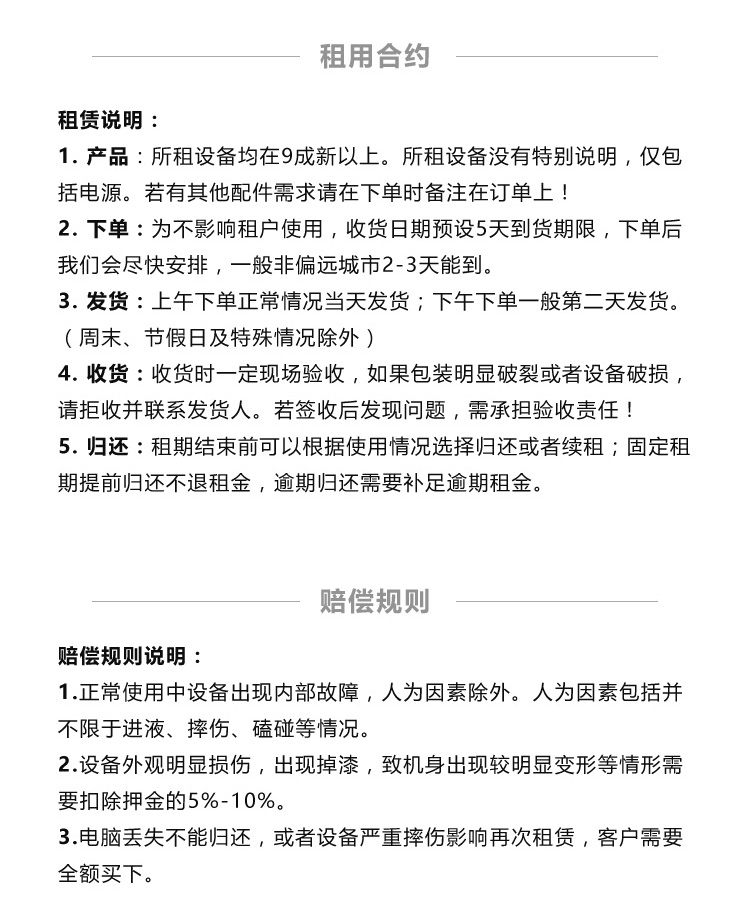 租用合约
租赁说明：
1. 产品：所租设备均在9成新以上。所租设备没有特别说明，仅包
括电源。若有其他配件需求请在下单时备注在订单上！
2. 下单：为不影响租户使用，收货日期预设5天到货期限，下单后
我们会尽快安排，一般非偏远城市2-3天能到。
3. 发货：上午下单正常情况当天发货；下午下单一般第二天发货。
（周末、节假日及特殊情况除外）
4. 收货：收货时一定现场验收，如果包装明显破裂或者设备破损，
请拒收并联系发货人。若签收后发现问题，需承担验收责任！
5. 归还：租期结束前可以根据使用情况选择归还或者续租；固定租
期提前归还不退租金，逾期归还需要补足逾期租金。
赔偿规则
赔偿规则说明：
1.正常使用中设备出现内部故障，人为因素除外。人为因素包括并
不限于进液、摔伤、磕碰等情况。
2.设备外观明显损伤，出现掉漆，致机身出现较明显变形等情形需
要扣除押金的5%-10%。
3.电脑丢失不能归还，或者设备严重摔伤影响再次租赁，客户需要
全额买下。